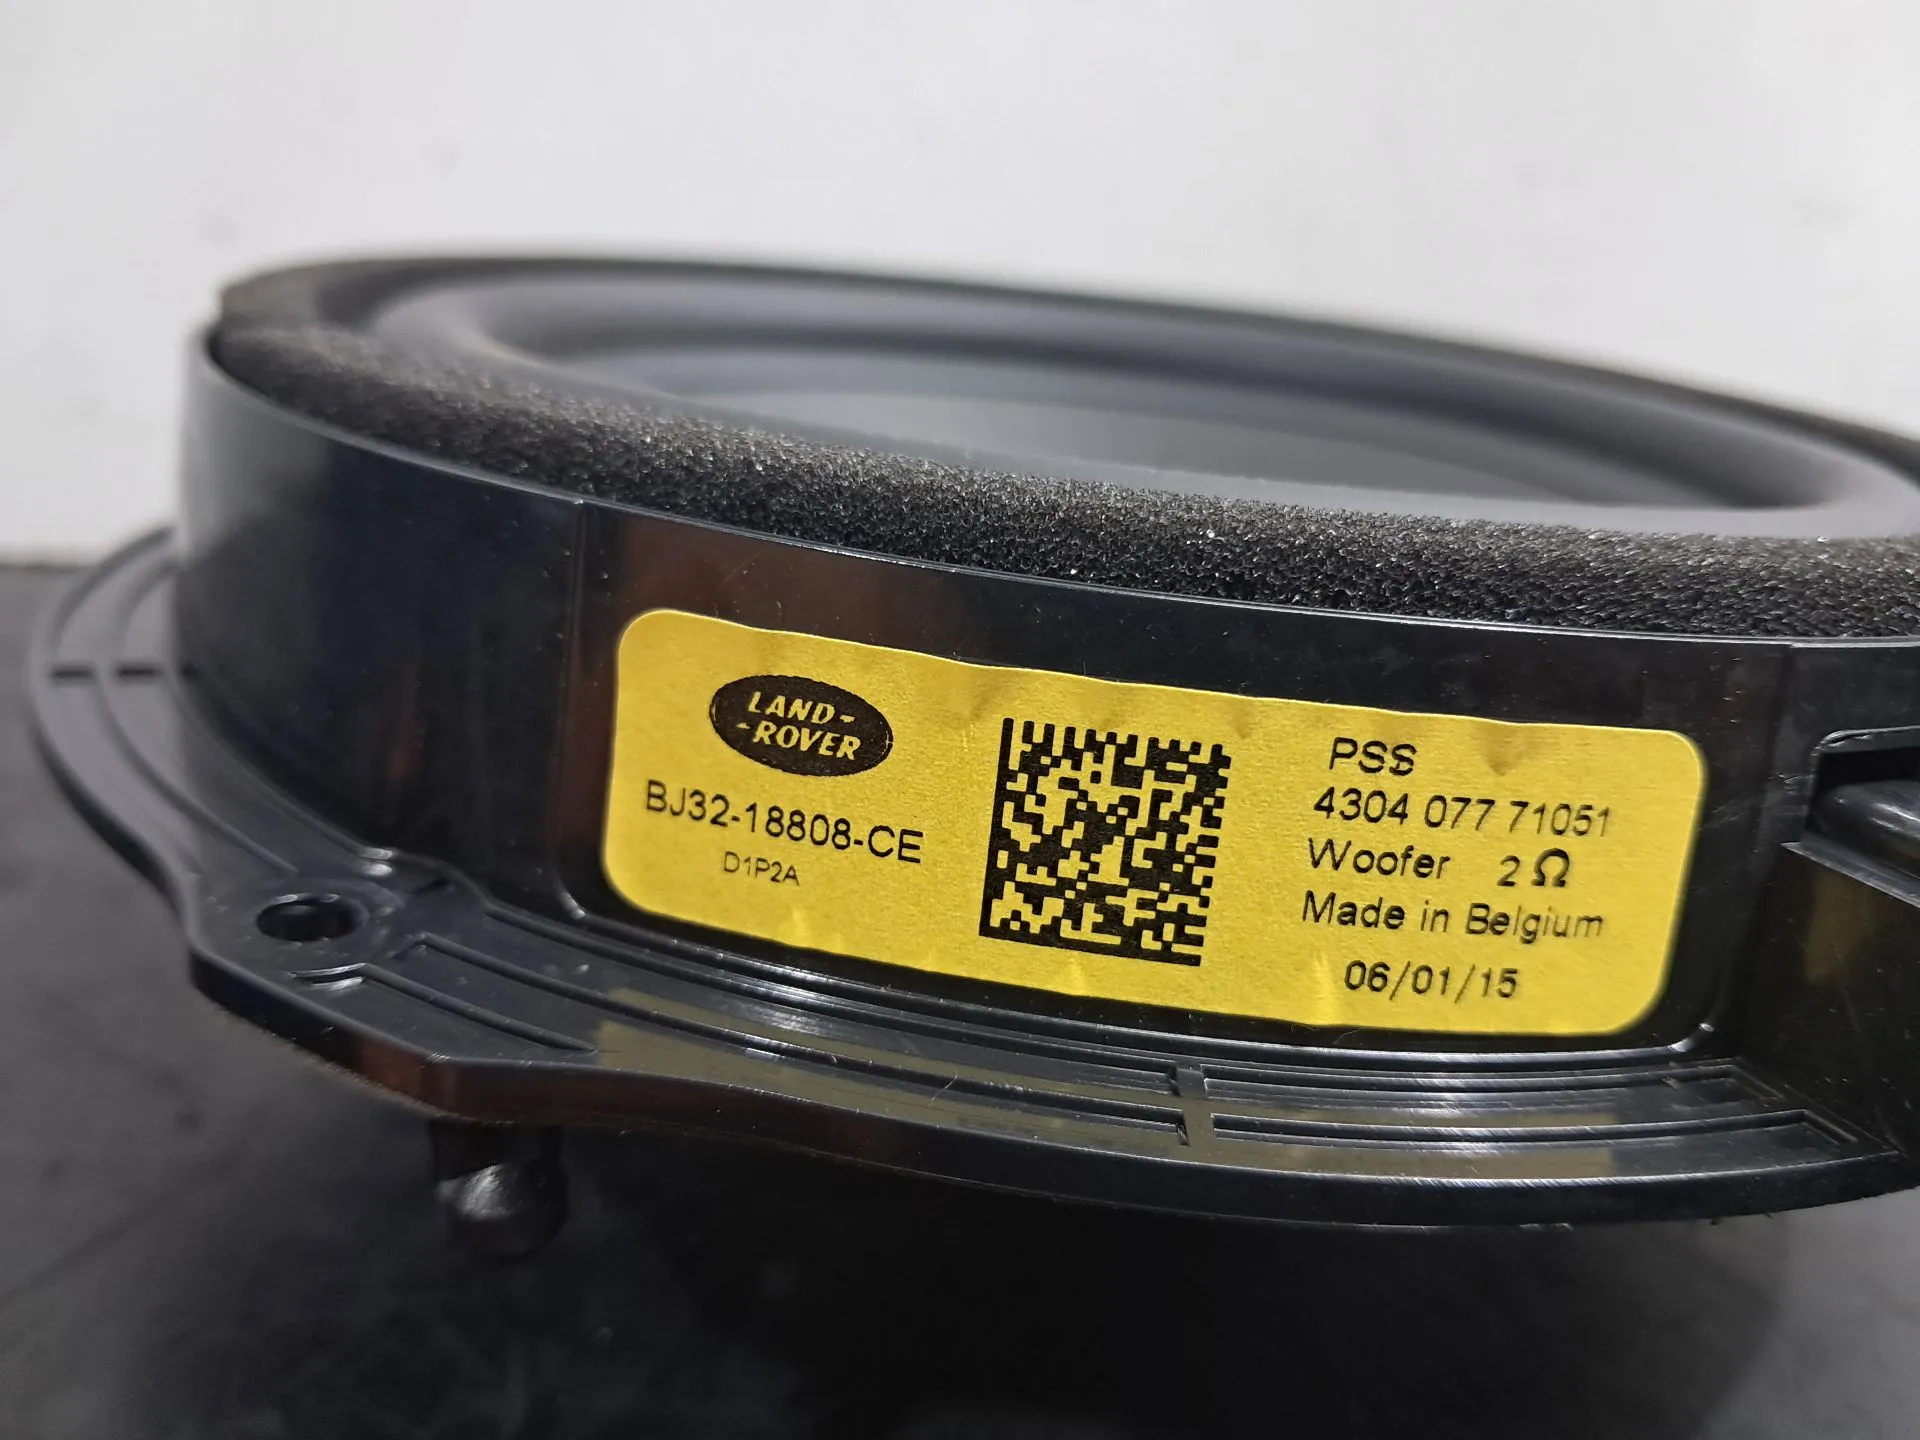 LAND-
-ROVER
BJ32-18808-CE
D1P2A
PSS
4304 077 71051
Woofer 2 Ω
Made in Belgium
06/01/15